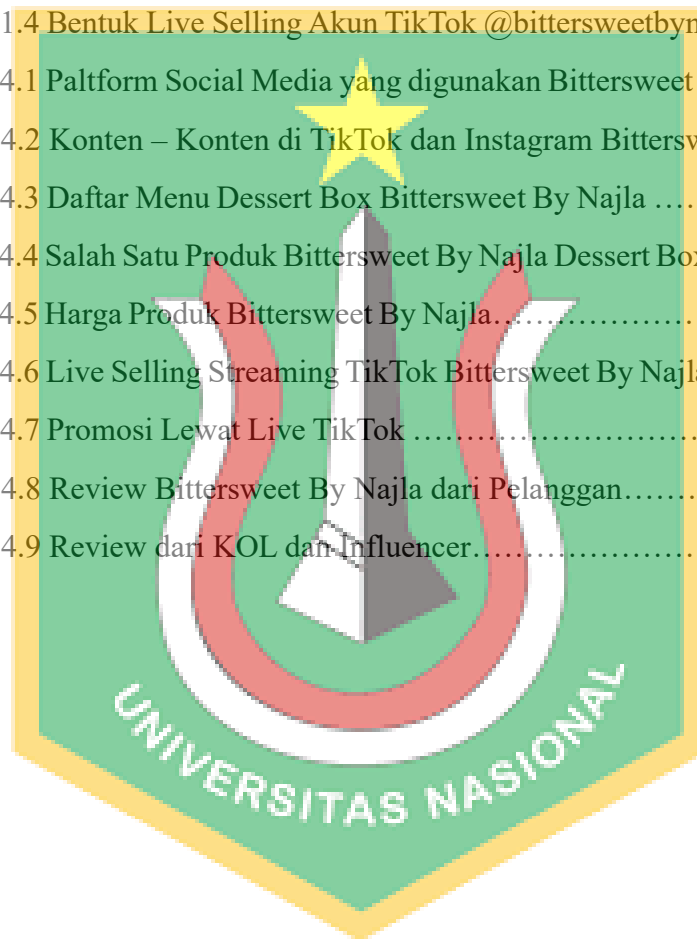 1.4 Bentuk Live Selling Akun TikTok @bittersweetbyn
4.1 Paltform Social Media yang digunakan Bittersweet
4.2 Konten – Konten di TikTok dan Instagram Bittersw
4.3 Daftar Menu Dessert Box Bittersweet By Najla ….
4.4 Salah Satu Produk Bittersweet By Najla Dessert Box
4.5 Harga Produk Bittersweet By Najla…………………
4.6 Live Selling Streaming TikTok Bittersweet By Najla
4.7 Promosi Lewat Live TikTok …………………………
4.8 Review Bittersweet By Najla dari Pelanggan…….
4.9 Review dari KOL dan Influencer……………………
UNIVERSITAS NASIONAL